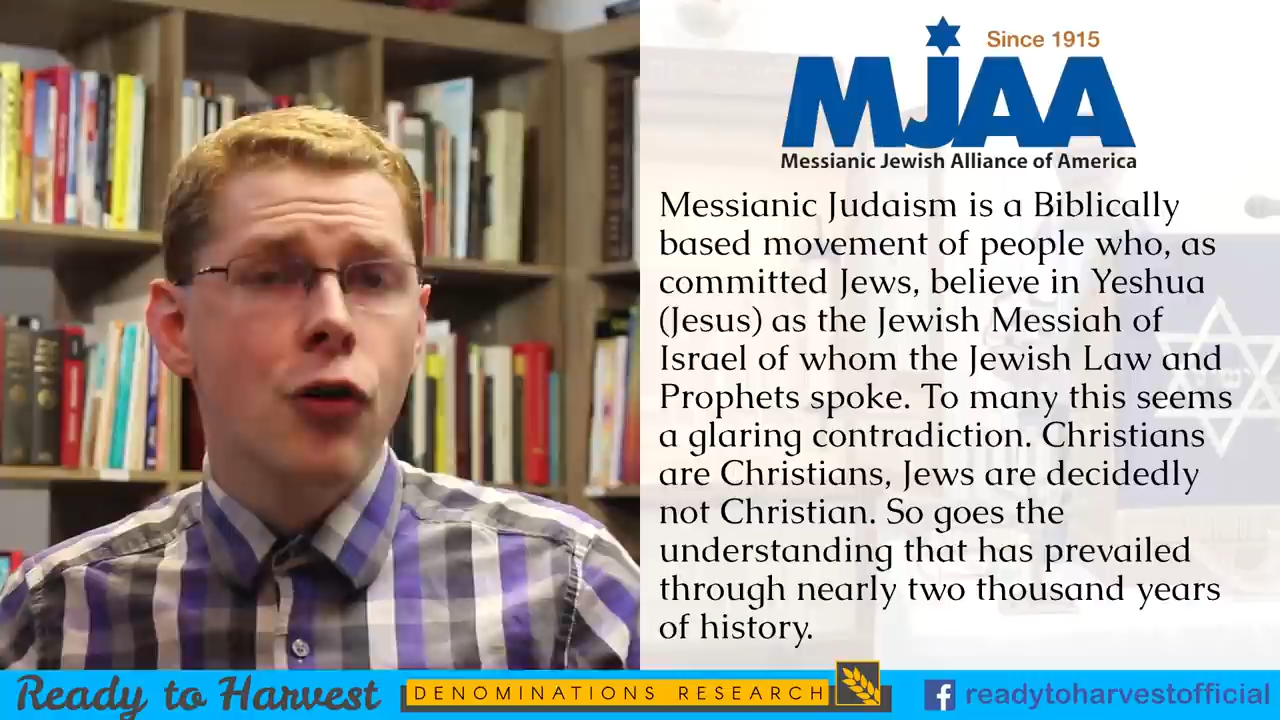 Since 1915
MJAA
Messianic Jewish Alliance of America
Messianic Judaism is a Biblically
based movement of people who, as
committed Jews, believe in Yeshua
(Jesus) as the Jewish Messiah of
Israel of whom the Jewish Law and
Prophets spoke. To many this seems
a glaring contradiction. Christians
are Christians, Jews are decidedly
not Christian. So goes the
understanding that has prevailed
through nearly two thousand years
of history.
Ready to Harvest
DENOMINATIONS RESEARCH
f readytoharvestofficial